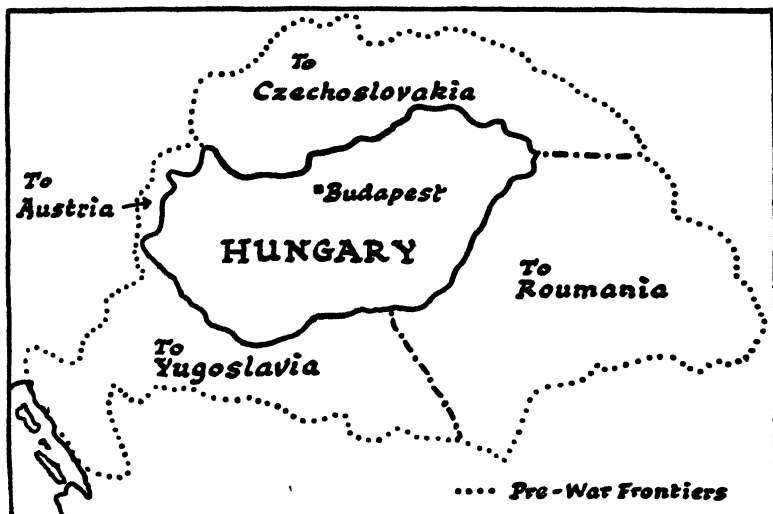 To
Czechoslovakia
To
Austria
Budapest
HUNGARY
To
Roumania
To
Yugoslavia
Pre-War Frontiers